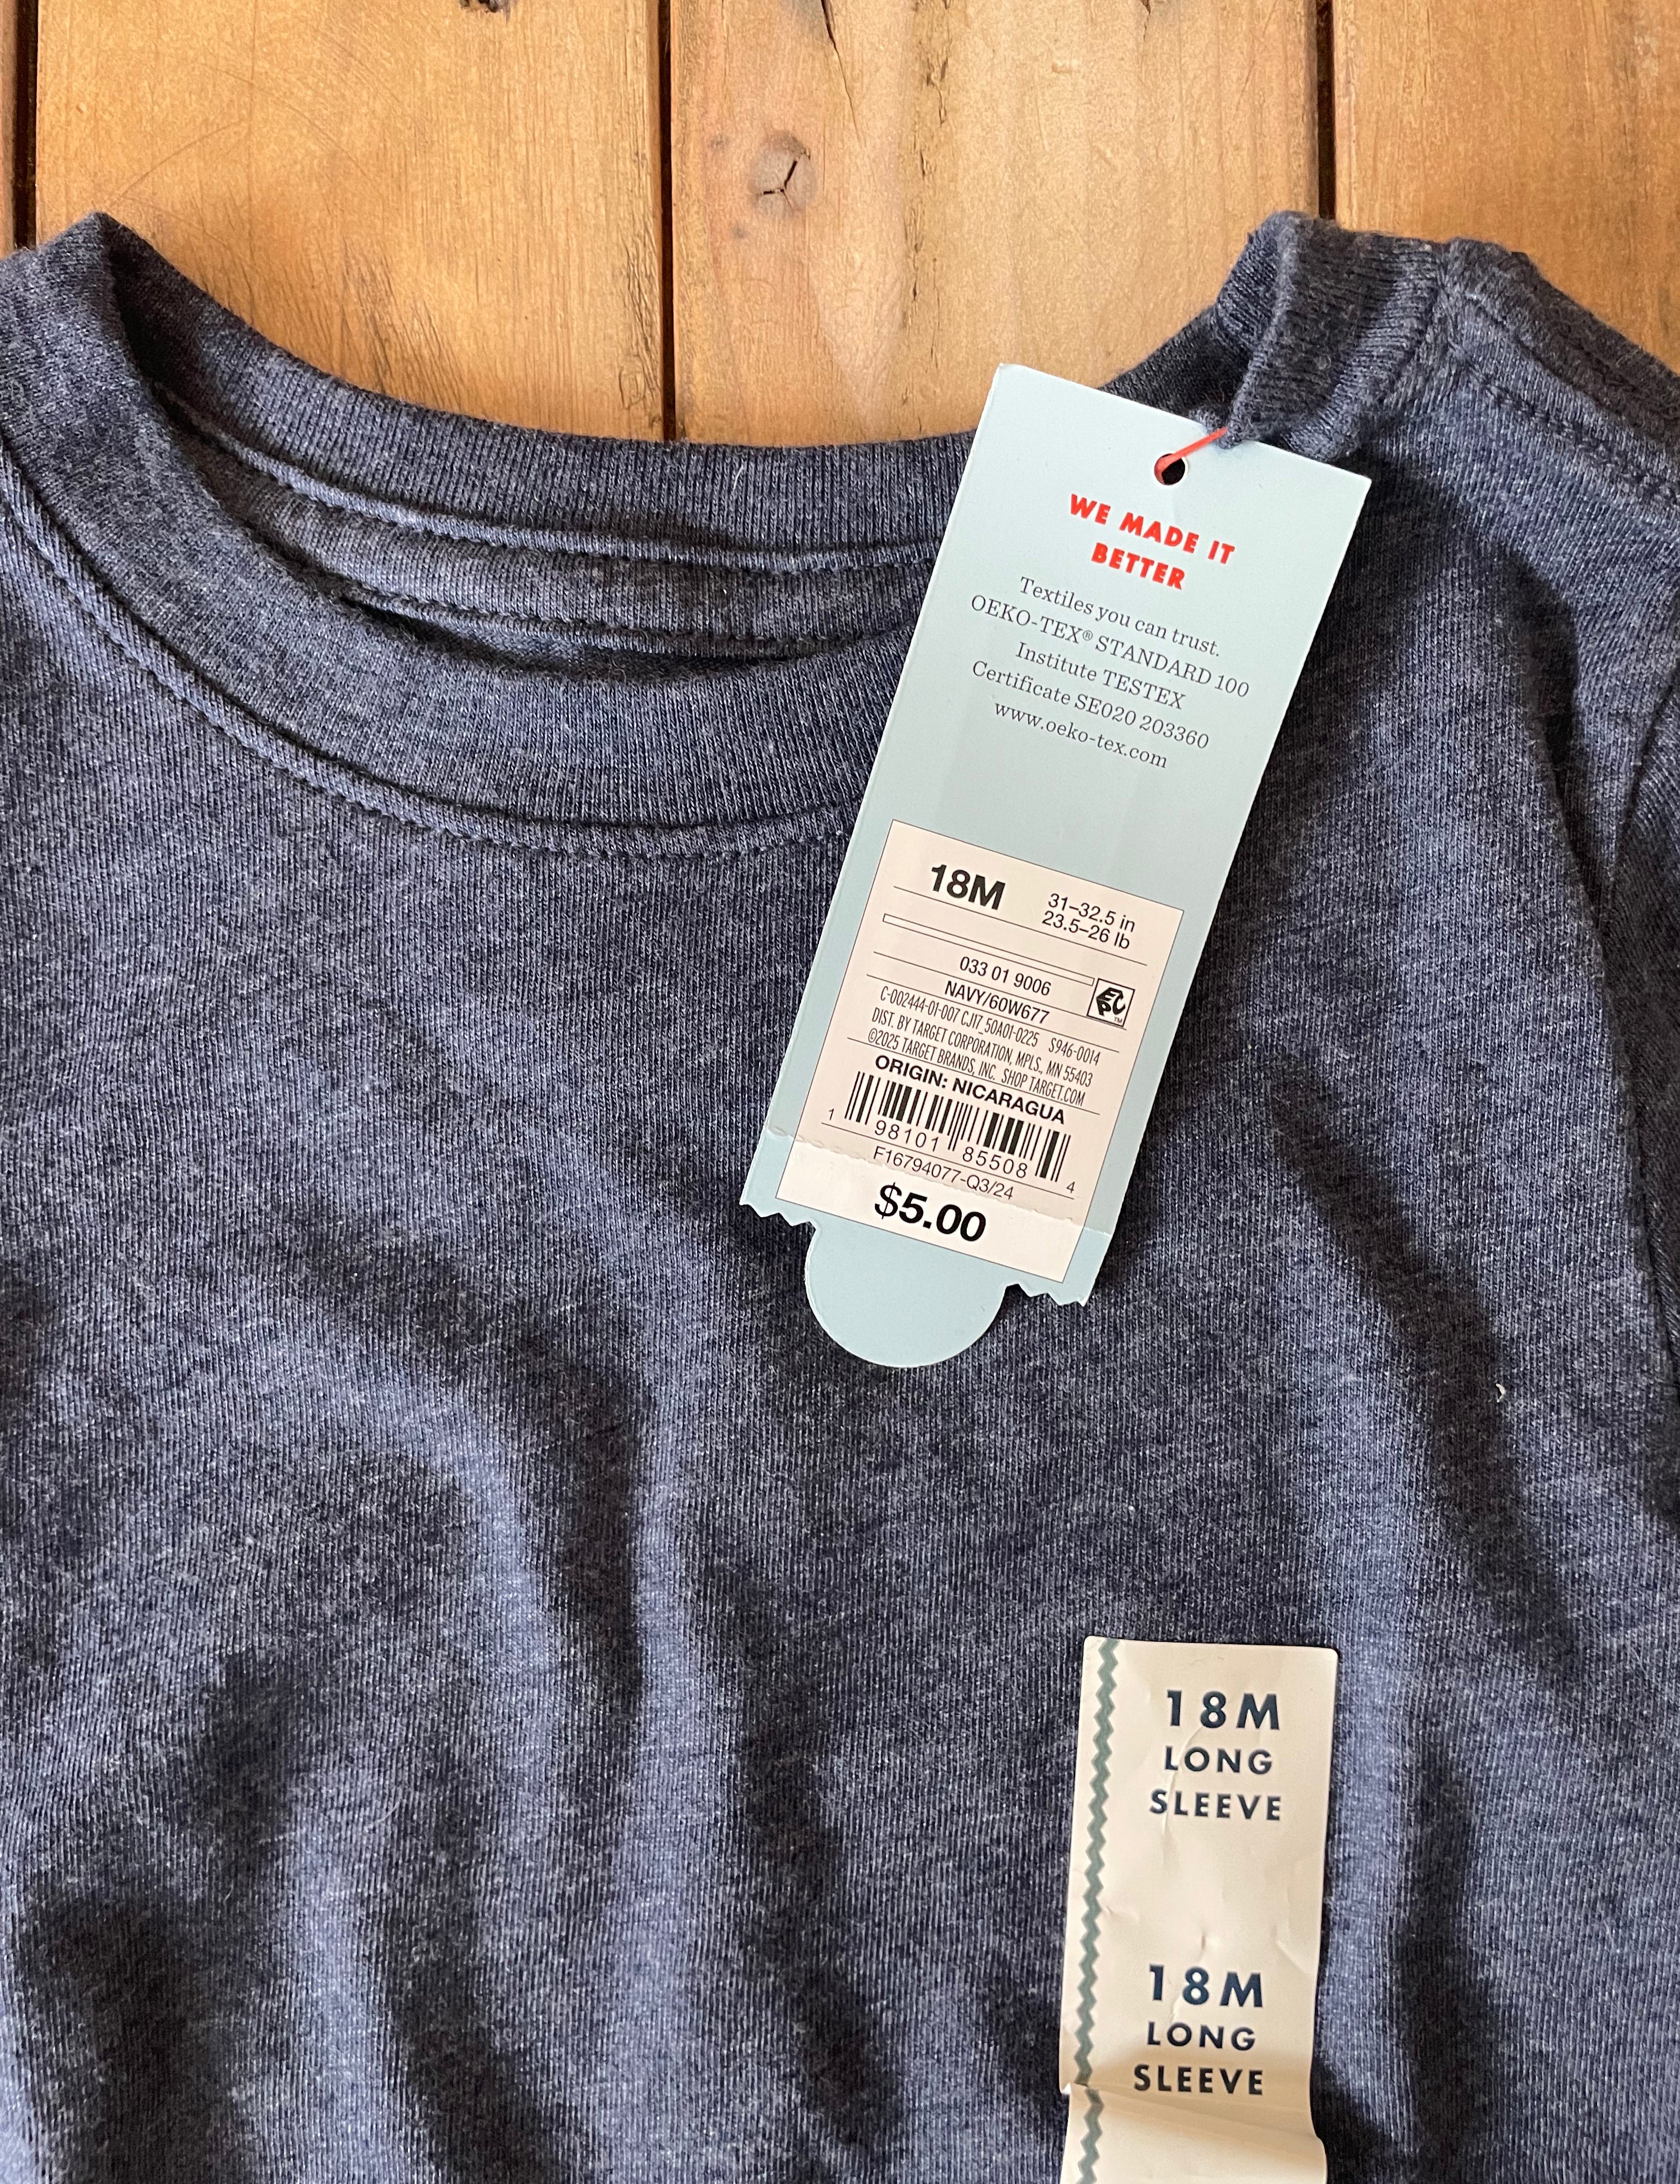 WE MADE IT
BETTER
Textiles you can trust.
OEKO-TEX® STANDARD 100
Institute TESTEX
Certificate SE020 203360
www.oeko-tex.com
18M
31–32.5 in
23.5–26 lb
033 01 9006
NAVY/60W677
C-002444-01-007 CJ17_50A01-0225 S946-0014
DIST. BY TARGET CORPORATION, MPLS., MN 55403
©2025 TARGET BRANDS, INC. SHOP TARGET.COM
ORIGIN: NICARAGUA
1 98101 85508 4
F16794077-Q3/24
$5.00
18M
LONG
SLEEVE
18M
LONG
SLEEVE